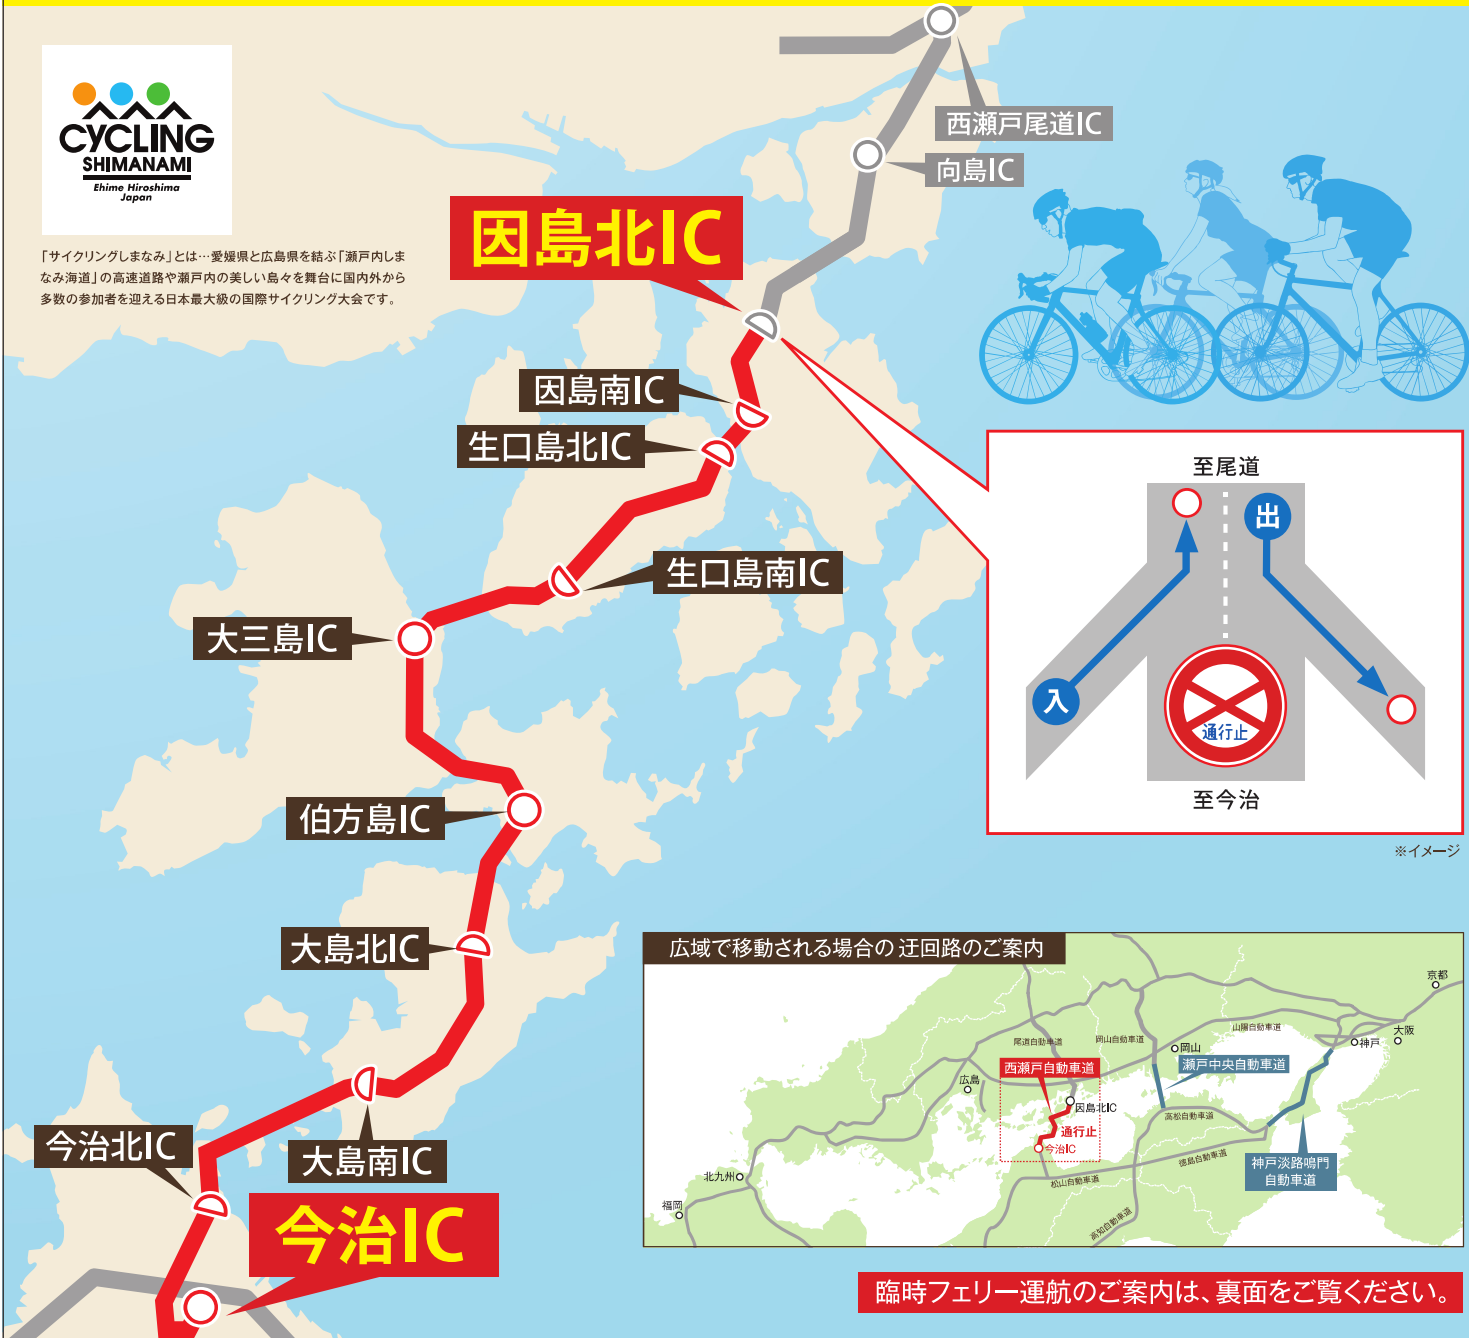 CYCLING
SHIMANAMI
Ehime Hiroshima
Japan
「サイクリングしまなみ」とは…愛媛県と広島県を結ぶ「瀬戸内しま
なみ海道」の高速道路や瀬戸内の美しい島々を舞台に国内外から
多数の参加者を迎える日本最大級の国際サイクリング大会です。
西瀬戸尾道IC
向島IC
因島北IC
因島南IC
生口島北IC
生口島南IC
大三島IC
伯方島IC
大島北IC
大島南IC
今治北IC
今治IC
至尾道
出
入
通行止
至今治
※イメージ
広域で移動される場合の迂回路のご案内
京都
大阪
神戸
山陽自動車道
岡山
岡山自動車道
尾道自動車道
西瀬戸自動車道
瀬戸中央自動車道
広島
因島北IC
高松自動車道
通行止
今治IC
徳島自動車道
神戸淡路鳴門
自動車道
松山自動車道
高知自動車道
北九州
福岡
臨時フェリー運航のご案内は、裏面をご覧ください。